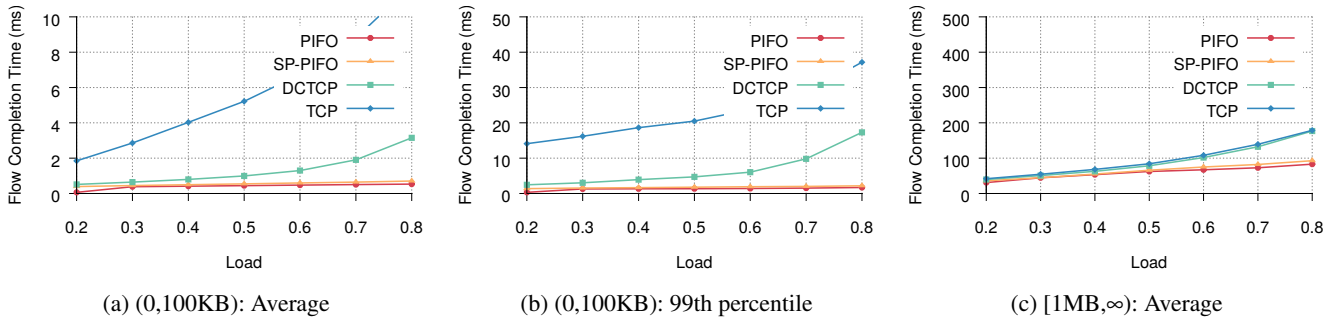 Flow Completion Time (ms)
10
8
6
4
2
0
PIFO
SP-PIFO
DCTCP
TCP
0.2 0.3 0.4 0.5 0.6 0.7 0.8
Load
(a) (0,100KB): Average
Flow Completion Time (ms)
50
40
30
20
10
0
PIFO
SP-PIFO
DCTCP
TCP
0.2 0.3 0.4 0.5 0.6 0.7 0.8
Load
(b) (0,100KB): 99th percentile
Flow Completion Time (ms)
500
400
300
200
100
0
PIFO
SP-PIFO
DCTCP
TCP
0.2 0.3 0.4 0.5 0.6 0.7 0.8
Load
(c) [1MB,∞): Average